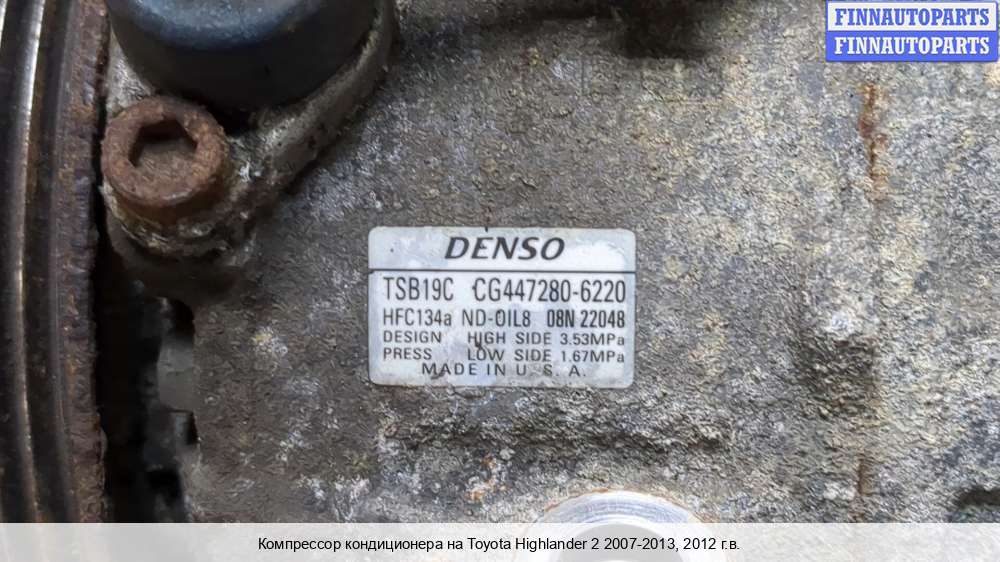 FINNAUTOPARTS
FINNAUTOPARTS
DENSO
TSB19C CG447280-6220
HFC134a ND-OIL8 08N 22048
DESIGN HIGH SIDE 3.53MPa
PRESS LOW SIDE 1.67MPa
MADE IN U.S.A.
Компрессор кондиционера на Toyota Highlander 2 2007-2013, 2012 г.в.